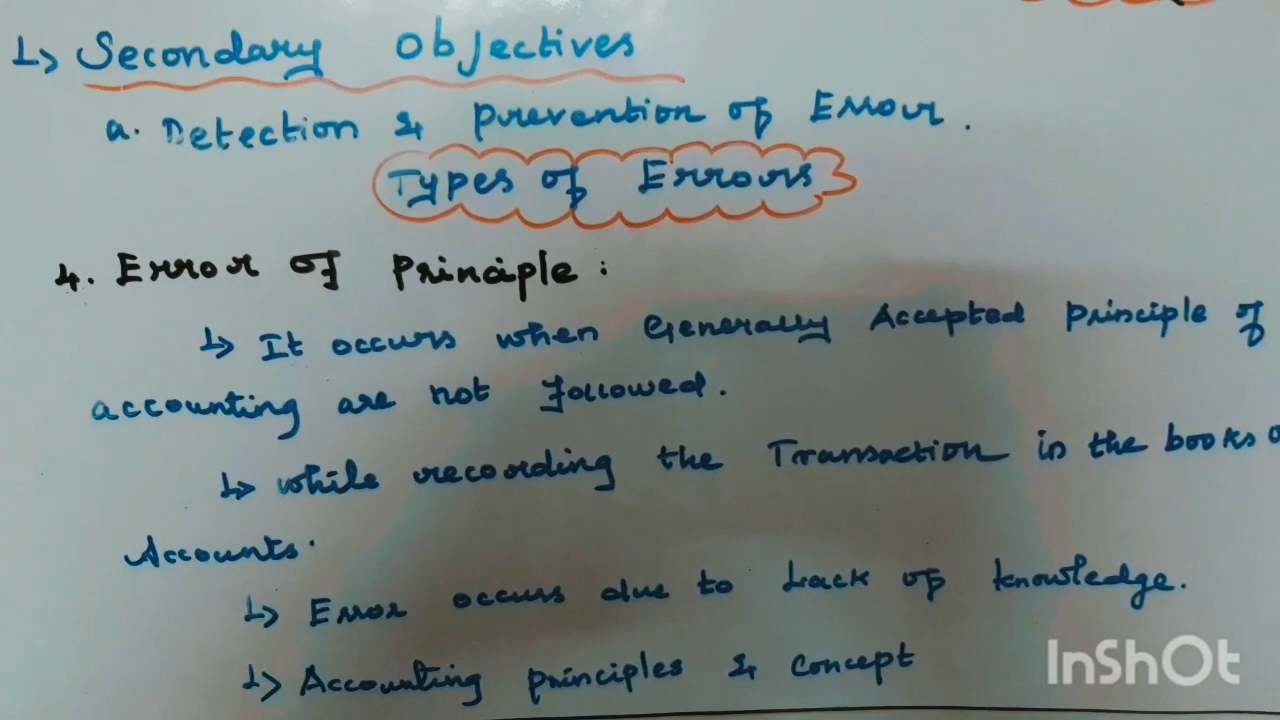 ↳ Secondary Objectives
a. Detection & Prevention of Error.
Types of Errors
4. Error of Principle :
↳ It occurs when Generally Accepted Principle of
accounting are not followed.
↳ while recording the Transaction in the books o
Accounts.
↳ Error occurs due to Lack of knowledge.
↳ Accounting principles & concept
InShOt